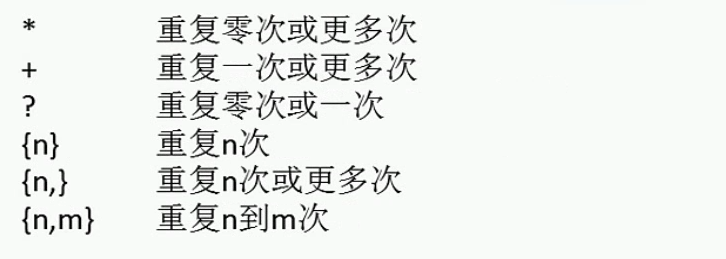 * 重复零次或更多次
+ 重复一次或更多次
? 重复零次或一次
{n} 重复n次
{n,} 重复n次或更多次
{n,m} 重复n到m次